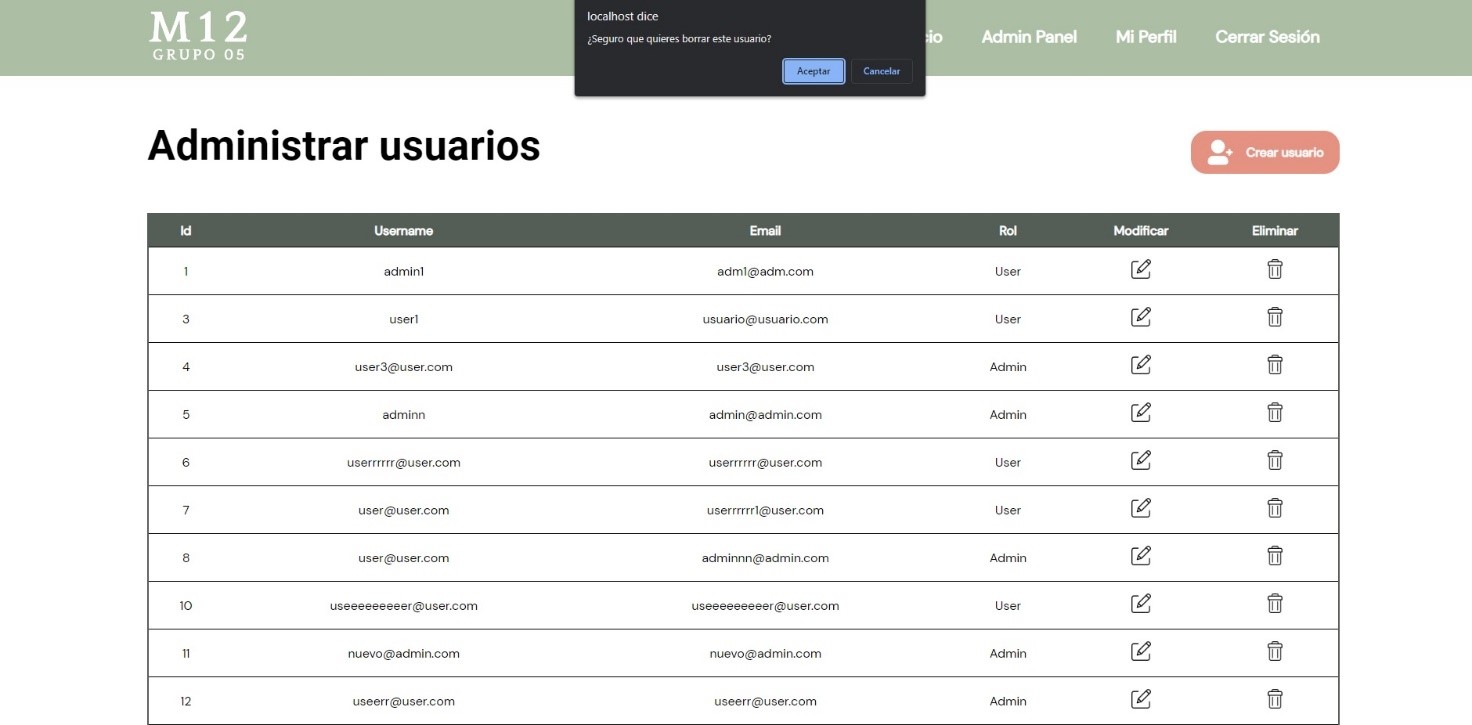 M12
GRUPO 05
localhost dice
¿Seguro que quieres borrar este usuario?
Aceptar Cancelar
Admin Panel Mi Perfil Cerrar Sesión
Administrar usuarios
Crear usuario
Id Username Email Rol Modificar Eliminar
1 admin1 adm1@adm.com User
3 user1 usuario@usuario.com User
4 user3@user.com user3@user.com Admin
5 adminn admin@admin.com Admin
6 userrrrrr@user.com userrrrrr@user.com User
7 user@user.com userrrrrr1@user.com User
8 user@user.com adminnn@admin.com Admin
10 useeeeeeeeer@user.com useeeeeeeeer@user.com User
11 nuevo@admin.com nuevo@admin.com Admin
12 useerr@user.com useerr@user.com Admin